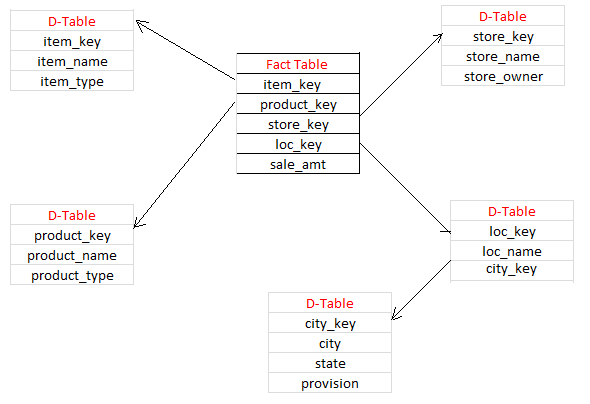 D-Table
item_key
item_name
item_type
Fact Table
item_key
product_key
store_key
loc_key
sale_amt
D-Table
store_key
store_name
store_owner
D-Table
product_key
product_name
product_type
D-Table
loc_key
loc_name
city_key
D-Table
city_key
city
state
provision